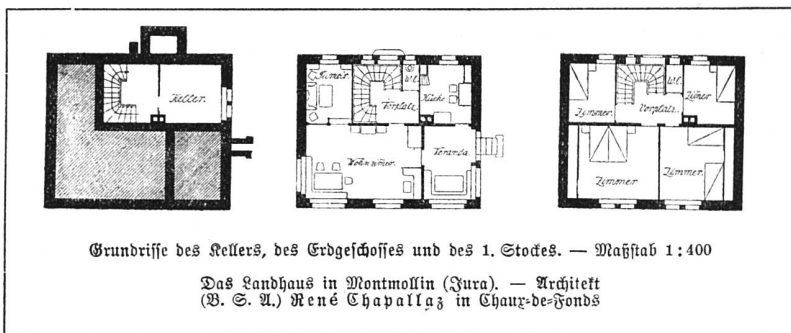 Keller.
Zimmer.
W.C.
Vorplatz
Küche
Wohnzimmer.
Veranda.
Zimmer.
Vorplatz.
W.C.
Zimmer
Zimmer
Zimmer.
Grundrisse des Kellers, des Erdgeschosses und des 1. Stockes. — Maßstab 1:400
Das Landhaus in Montmollin (Jura). — Architekt
(B. S. A.) René Chapallaz in Chaux-de-Fonds